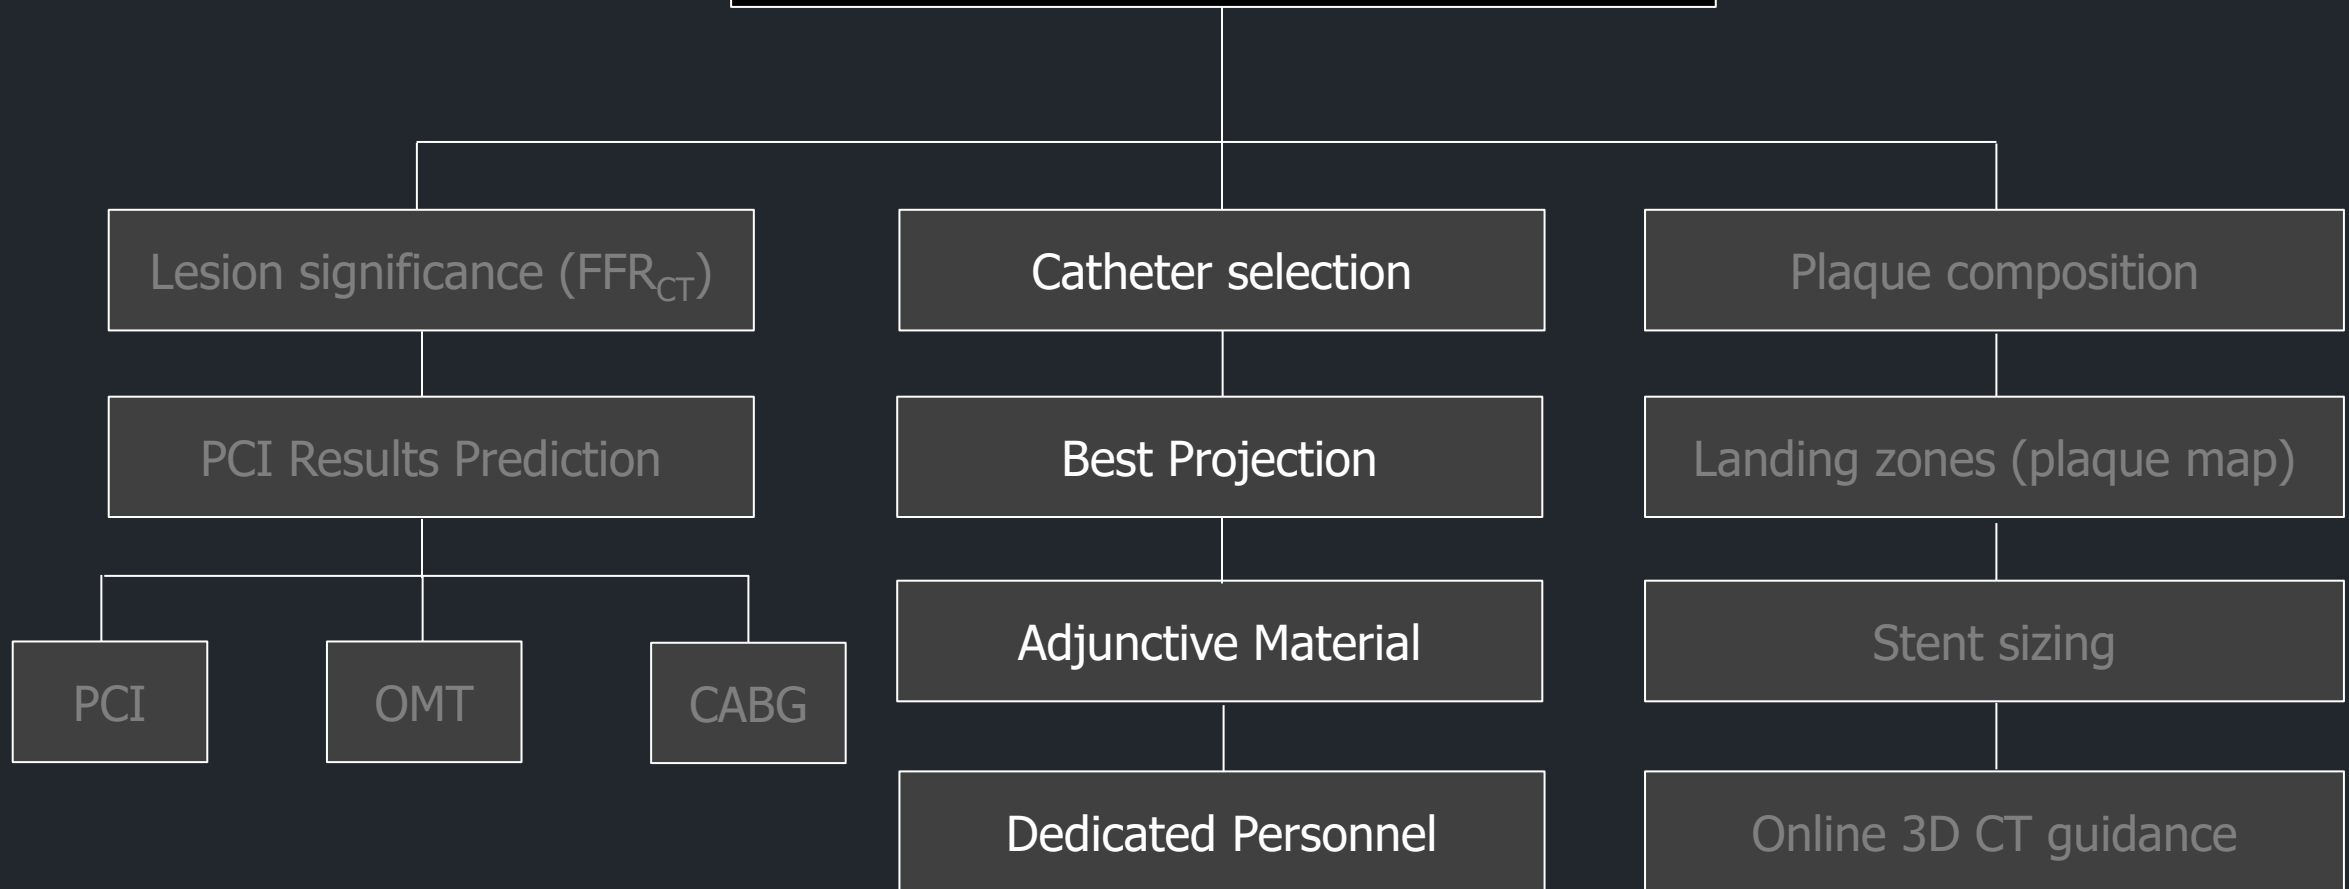 Lesion significance (FFRCT)
Catheter selection
Plaque composition
PCI Results Prediction
Best Projection
Landing zones (plaque map)
PCI
OMT
CABG
Adjunctive Material
Stent sizing
Dedicated Personnel
Online 3D CT guidance